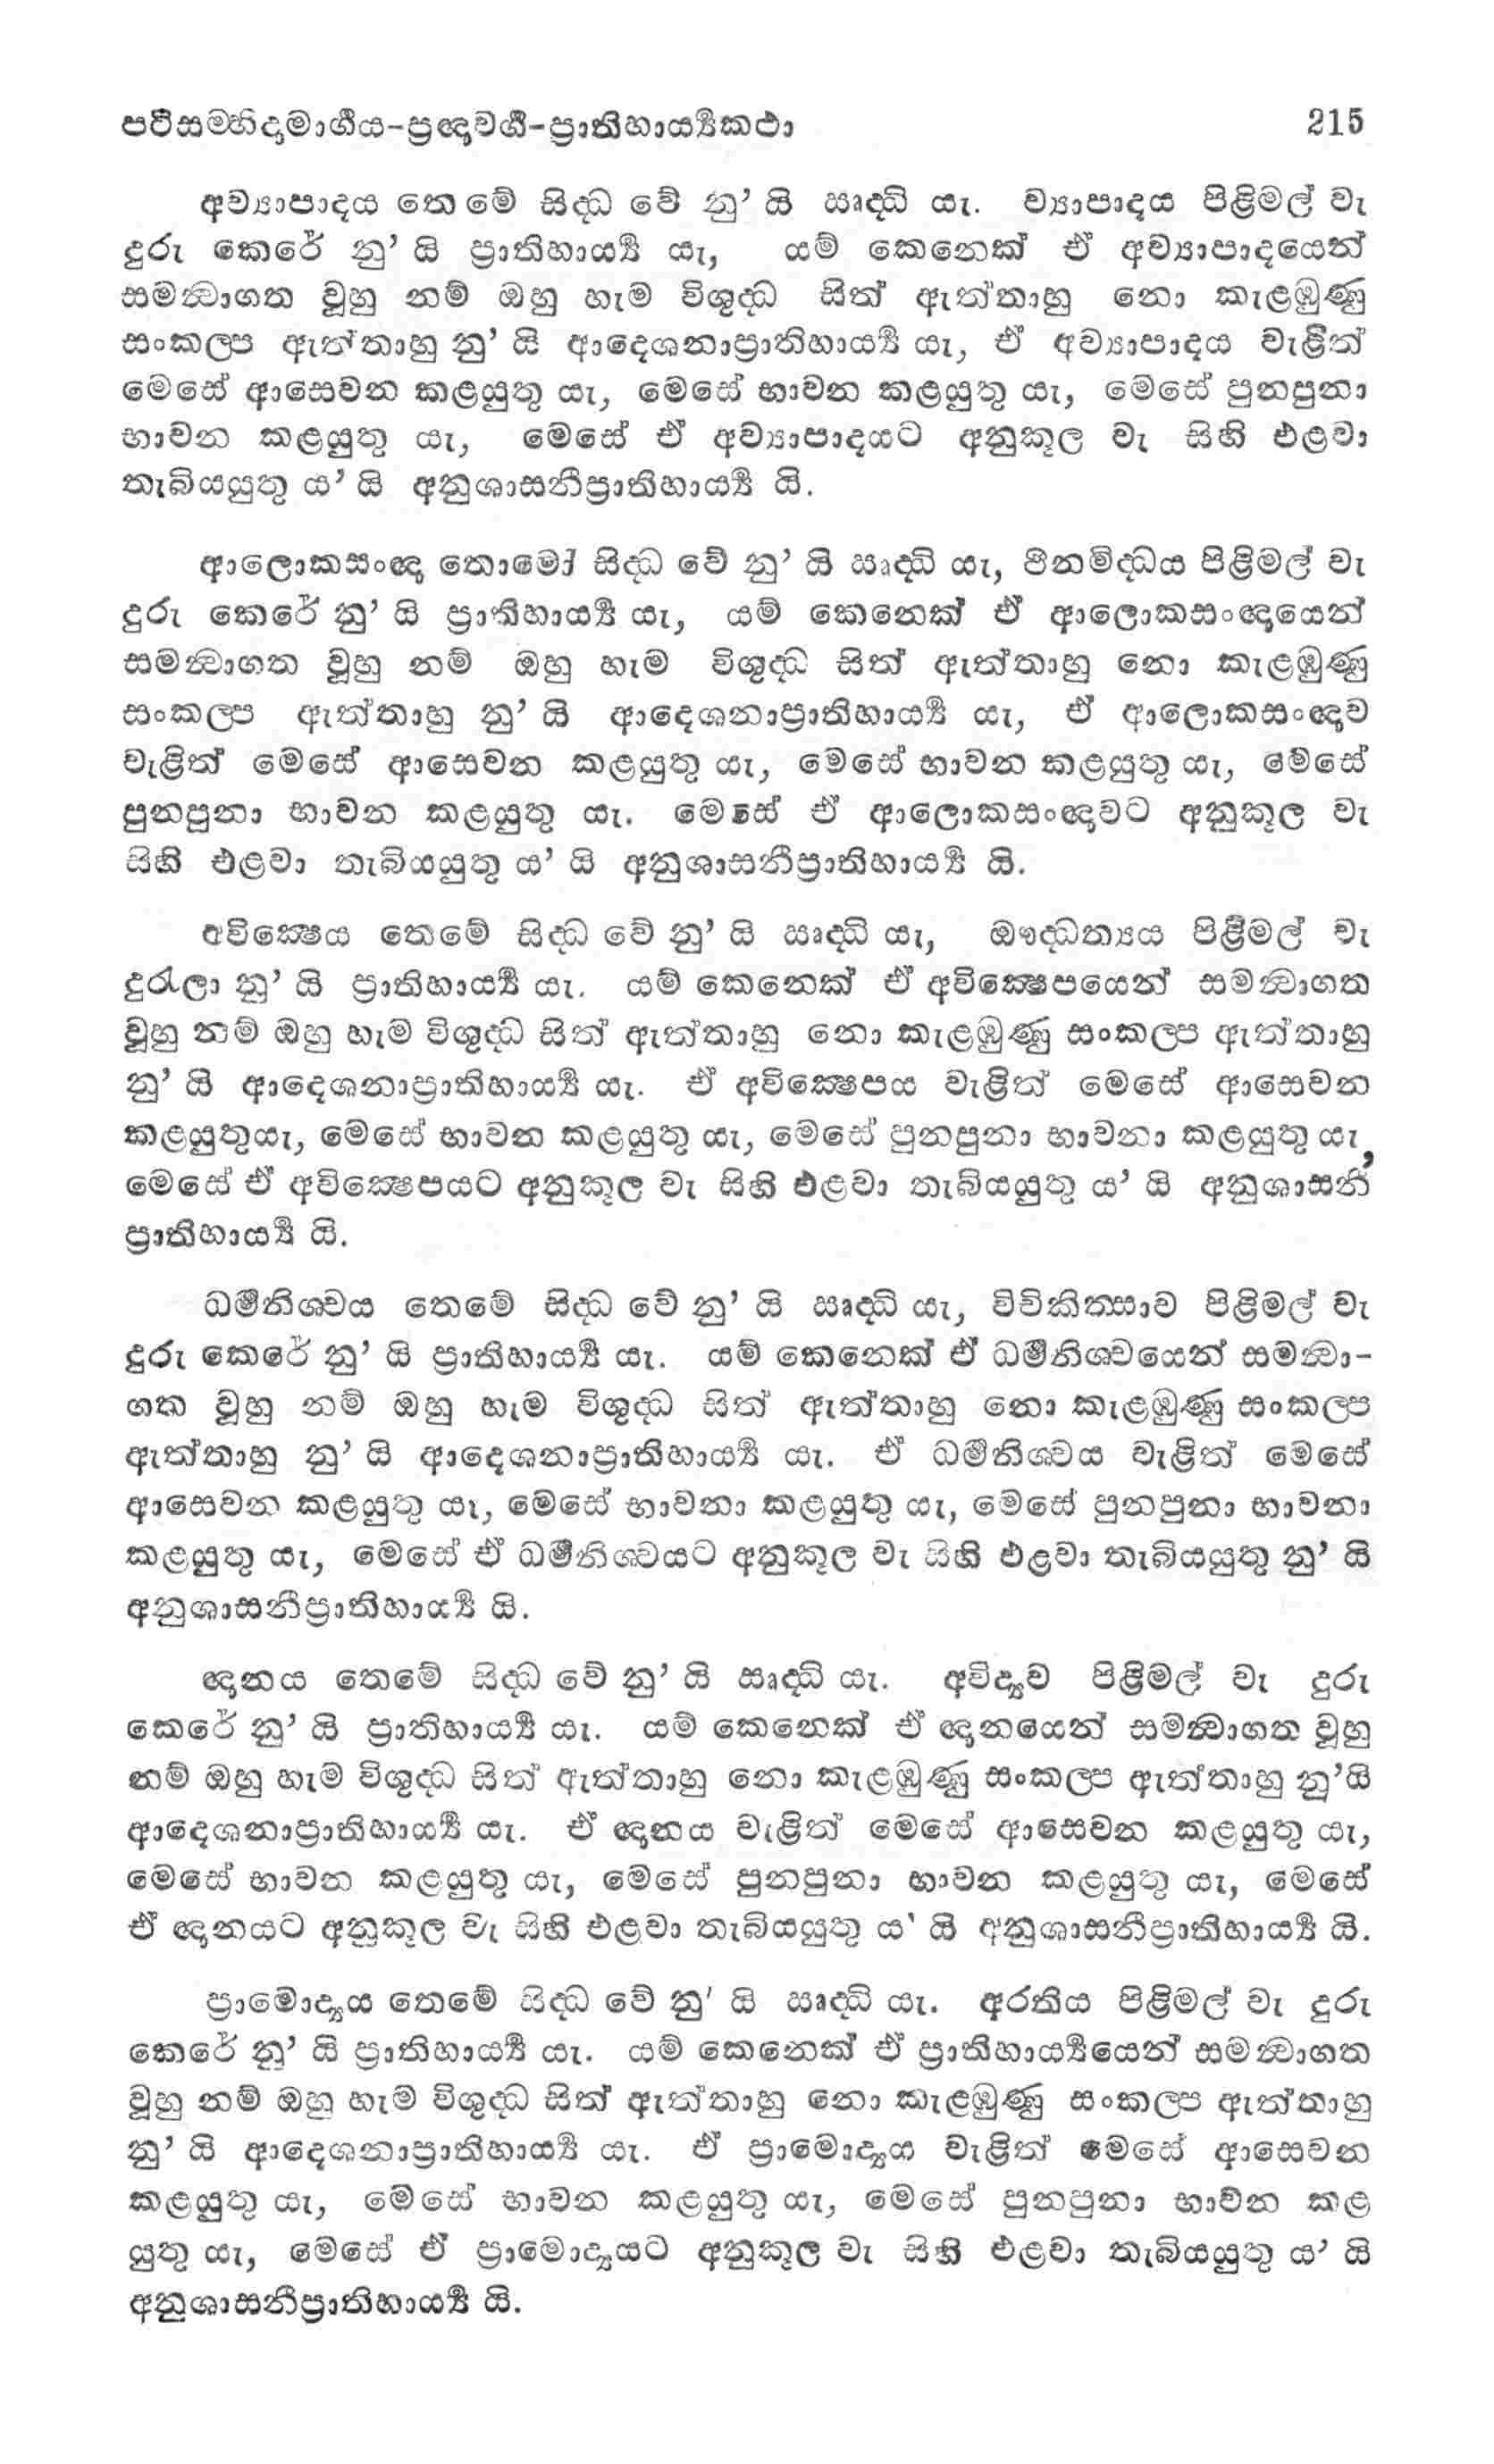 පටිසම්භිදාමාර්ගය-ප්‍රඥාවර්ග-ප්‍රාතිහාර්ය්‍යකථා 215
අව්‍යාපාදය තෙමේ සිද්ධ වේ නු’ යි ඍද්ධි යැ. ව්‍යාපාදය පිළිමල් වැ
දුරු කෙරේ නු’ යි ප්‍රාතිහාර්ය්‍ය යැ, යම් කෙනෙක් ඒ අව්‍යාපාදයෙන්
සමන්වාගත වූහු නම් ඔහු හැම විශුද්ධ සිත් ඇත්තාහු නො කැළඹුණු
සංකල්ප ඇත්තාහු නු’ යි ආදෙශනාප්‍රාතිහාර්ය්‍ය යැ, ඒ අව්‍යාපාදය වැළිත්
මෙසේ ආසෙවන කළයුතු යැ, මෙසේ භාවන කළයුතු යැ, මෙසේ පුනපුනා
භාවන කළයුතු යැ, මෙසේ ඒ අව්‍යාපාදයට අනුකූල වැ සිහි එළවා
තැබියයුතු ය’ යි අනුශාසනීප්‍රාතිහාර්ය්‍ය යි.
ආලොකසංඥා තොමෝ සිද්ධ වේ නු’ යි ඍද්ධි යැ, ථිනමිද්ධය පිළිමල් වැ
දුරු කෙරේ නු’ යි ප්‍රාතිහාර්ය්‍ය යැ, යම් කෙනෙක් ඒ ආලොකසංඥායෙන්
සමන්වාගත වූහු නම් ඔහු හැම විශුද්ධ සිත් ඇත්තාහු නො කැළඹුණු
සංකල්ප ඇත්තාහු නු’ යි ආදෙශනාප්‍රාතිහාර්ය්‍ය යැ, ඒ ආලොකසංඥාව
වැළිත් මෙසේ ආසෙවන කළයුතු යැ, මෙසේ භාවන කළයුතු යැ, මෙසේ
පුනපුනා භාවන කළයුතු යැ. මෙසේ ඒ ආලොකසංඥාවට අනුකූල වැ
සිහි එළවා තැබියයුතු ය’ යි අනුශාසනීප්‍රාතිහාර්ය්‍ය යි.
අවික්‍ෂෙය තෙමේ සිද්ධ වේ නු’ යි ඍද්ධි යැ, ඖද්ධත්‍යය පිළිමල් වැ
දුරැලා නු’ යි ප්‍රාතිහාර්ය්‍ය යැ. යම් කෙනෙක් ඒ අවික්‍ෂෙපයෙන් සමන්වාගත
වූහු නම් ඔහු හැම විශුද්ධ සිත් ඇත්තාහු නො කැළඹුණු සංකල්ප ඇත්තාහු
නු’ යි ආදෙශනාප්‍රාතිහාර්ය්‍ය යැ. ඒ අවික්‍ෂෙපය වැළිත් මෙසේ ආසෙවන
කළයුතුයැ, මෙසේ භාවන කළයුතු යැ, මෙසේ පුනපුනා භාවනා කළයුතු යැ,
මෙසේ ඒ අවික්‍ෂෙපයට අනුකූල වැ සිහි එළවා තැබියයුතු ය’ යි අනුශාසනී
ප්‍රාතිහාර්ය්‍ය යි.
ධර්මනිශ්චය තෙමේ සිද්ධ වේ නු’ යි ඍද්ධි යැ, විචිකිත්සාව පිළිමල් වැ
දුරු කෙරේ නු’ යි ප්‍රාතිහාර්ය්‍ය යැ. යම් කෙනෙක් ඒ ධර්මනිශ්චයෙන් සමන්වා-
ගත වූහු නම් ඔහු හැම විශුද්ධ සිත් ඇත්තාහු නො කැළඹුණු සංකල්ප
ඇත්තාහු නු’ යි ආදෙශනාප්‍රාතිහාර්ය්‍ය යැ. ඒ ධර්මනිශ්චය වැළිත් මෙසේ
ආසෙවන කළයුතු යැ, මෙසේ භාවනා කළයුතු යැ, මෙසේ පුනපුනා භාවනා
කළයුතු යැ, මෙසේ ඒ ධර්මනිශ්චයට අනුකූල වැ සිහි එළවා තැබියයුතු නු’ යි
අනුශාසනීප්‍රාතිහාර්ය්‍ය යි.
ඥානය තෙමේ සිද්ධ වේ නු’ යි ඍද්ධි යැ. අවිද්‍යාව පිළිමල් වැ දුරු
කෙරේ නු’ යි ප්‍රාතිහාර්ය්‍ය යැ. යම් කෙනෙක් ඒ ඥානයෙන් සමන්වාගත වූහු
නම් ඔහු හැම විශුද්ධ සිත් ඇත්තාහු නො කැළඹුණු සංකල්ප ඇත්තාහු නු’යි
ආදෙශනාප්‍රාතිහාර්ය්‍ය යැ. ඒ ඥානය වැළිත් මෙසේ ආසෙවන කළයුතු යැ,
මෙසේ භාවන කළයුතු යැ, මෙසේ පුනපුනා භාවන කළයුතු යැ, මෙසේ
ඒ ඥානයට අනුකූල වැ සිහි එළවා තැබියයුතු ය’ යි අනුශාසනීප්‍රාතිහාර්ය්‍ය යි.
ප්‍රාමොද්‍යය තෙමේ සිද්ධ වේ නු’ යි ඍද්ධි යැ. අරතිය පිළිමල් වැ දුරු
කෙරේ නු’ යි ප්‍රාතිහාර්ය්‍ය යැ. යම් කෙනෙක් ඒ ප්‍රාතිහාර්ය්‍යයෙන් සමන්වාගත
වූහු නම් ඔහු හැම විශුද්ධ සිත් ඇත්තාහු නො කැළඹුණු සංකල්ප ඇත්තාහු
නු’ යි ආදෙශනාප්‍රාතිහාර්ය්‍ය යැ. ඒ ප්‍රාමොද්‍යය වැළිත් මෙසේ ආසෙවන
කළයුතු යැ, මෙසේ භාවන කළයුතු යැ, මෙසේ පුනපුනා භාවන කළ
යුතු යැ, මෙසේ ඒ ප්‍රාමොද්‍යයට අනුකූල වැ සිහි එළවා තැබියයුතු ය’ යි
අනුශාසනීප්‍රාතිහාර්ය්‍ය යි.